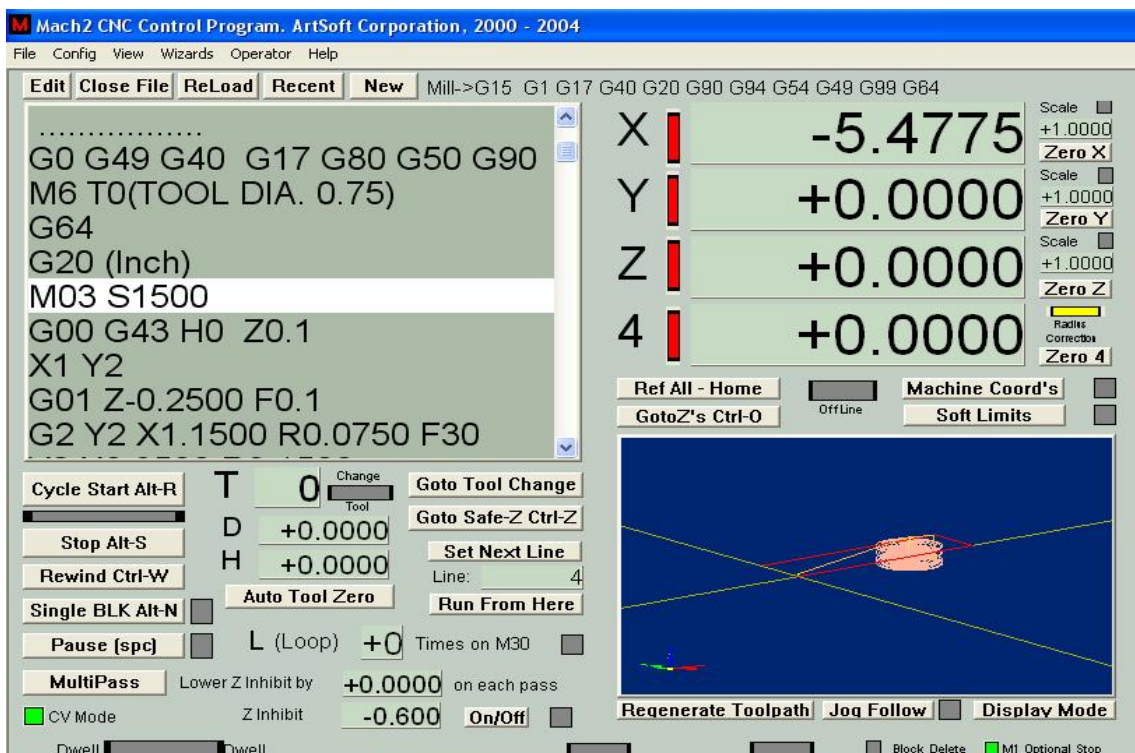 Mach2 CNC Control Program. ArtSoft Corporation, 2000 - 2004
File Config View Wizards Operator Help
Edit Close File ReLoad Recent New Mill->G15 G1 G17 G40 G20 G90 G94 G54 G49 G99 G64
.................
G0 G49 G40 G17 G80 G50 G90
M6 T0(TOOL DIA. 0.75)
G64
G20 (Inch)
M03 S1500
G00 G43 H0 Z0.1
X1 Y2
G01 Z-0.2500 F0.1
G2 Y2 X1.1500 R0.0750 F30
X -5.4775 Scale +1.0000 Zero X
Y +0.0000 Scale +1.0000 Zero Y
Z +0.0000 Scale +1.0000 Zero Z
4 +0.0000 Radius Correction Zero 4
Ref All - Home OffLine Machine Coord's
GotoZ's Ctrl-O Soft Limits
Cycle Start Alt-R T 0 Change Tool Goto Tool Change
D +0.0000 Goto Safe-Z Ctrl-Z
Stop Alt-S H +0.0000 Set Next Line
Rewind Ctrl-W Line: 4
Auto Tool Zero Run From Here
Single BLK Alt-N
Pause (spc) L (Loop) +0 Times on M30
MultiPass Lower Z Inhibit by +0.0000 on each pass
CV Mode Z Inhibit -0.600 On/Off
Regenerate Toolpath Jog Follow Display Mode
Dwell Dwell Block Delete M1 Optional Stop